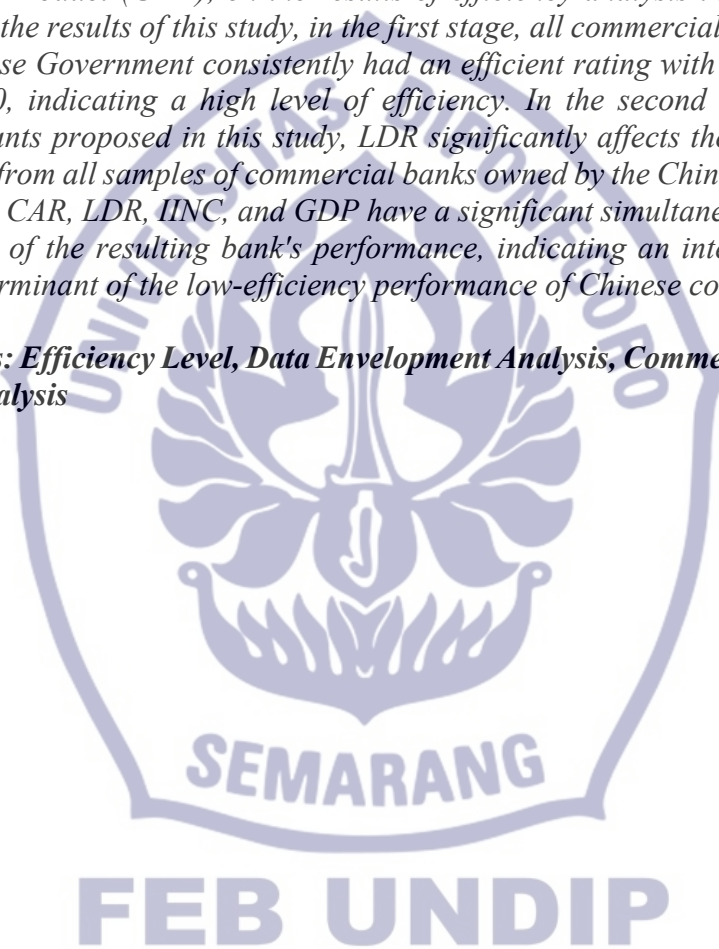 the results of this study, in the first stage, all commercial
se Government consistently had an efficient rating with
0, indicating a high level of efficiency. In the second
nts proposed in this study, LDR significantly affects the
from all samples of commercial banks owned by the Chin
CAR, LDR, IINC, and GDP have a significant simultane
of the resulting bank's performance, indicating an inte
rminant of the low-efficiency performance of Chinese co
: Efficiency Level, Data Envelopment Analysis, Comme
alysis
UNIVERSITAS DIPONEGORO
SEMARANG
FEB UNDIP